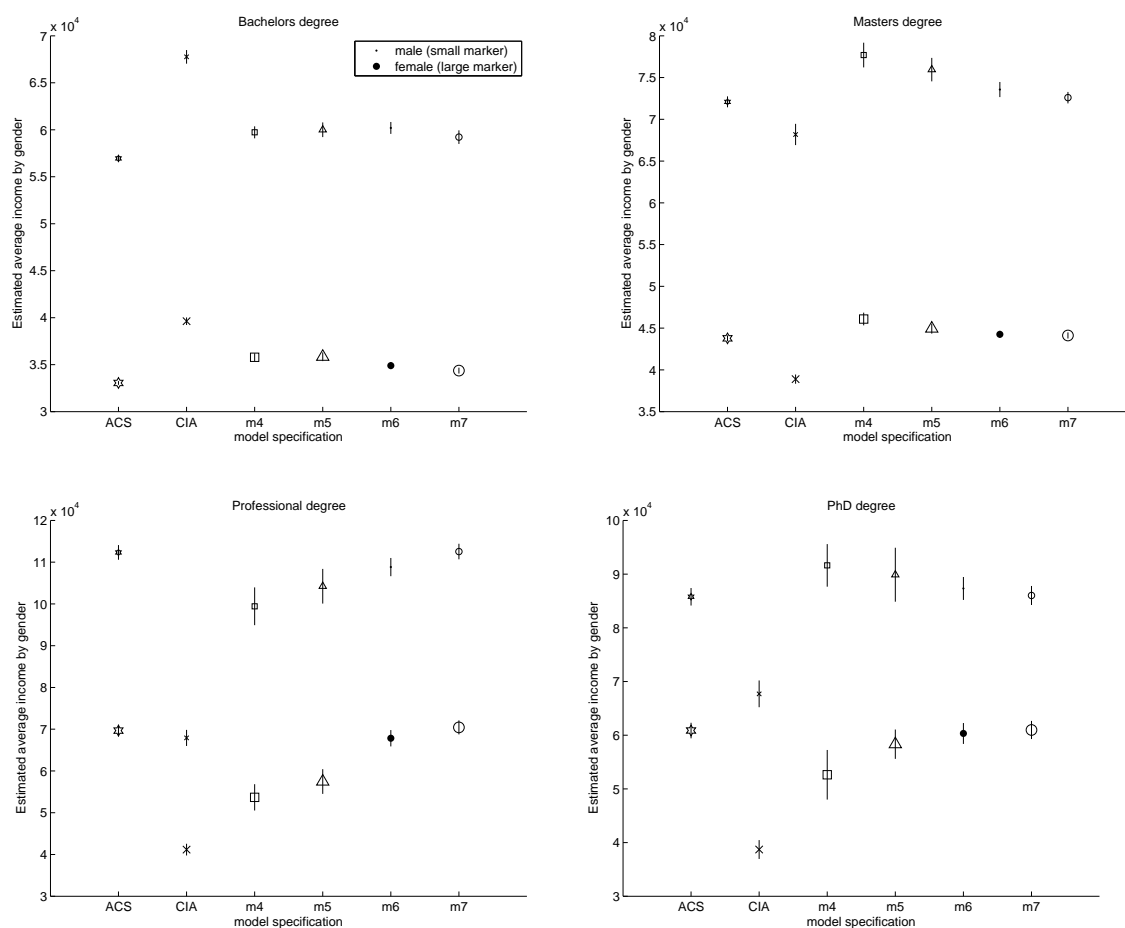 Bachelors degree
x 10^4
7
6.5
6
5.5
5
4.5
4
3.5
3
Estimated average income by gender
male (small marker)
female (large marker)
ACS CIA m4 m5 m6 m7
model specification
Masters degree
x 10^4
8
7.5
7
6.5
6
5.5
5
4.5
4
3.5
Estimated average income by gender
ACS CIA m4 m5 m6 m7
model specification
Professional degree
x 10^4
12
11
10
9
8
7
6
5
4
3
Estimated average income by gender
ACS CIA m4 m5 m6 m7
model specification
PhD degree
x 10^4
10
9
8
7
6
5
4
3
Estimated average income by gender
ACS CIA m4 m5 m6 m7
model specification